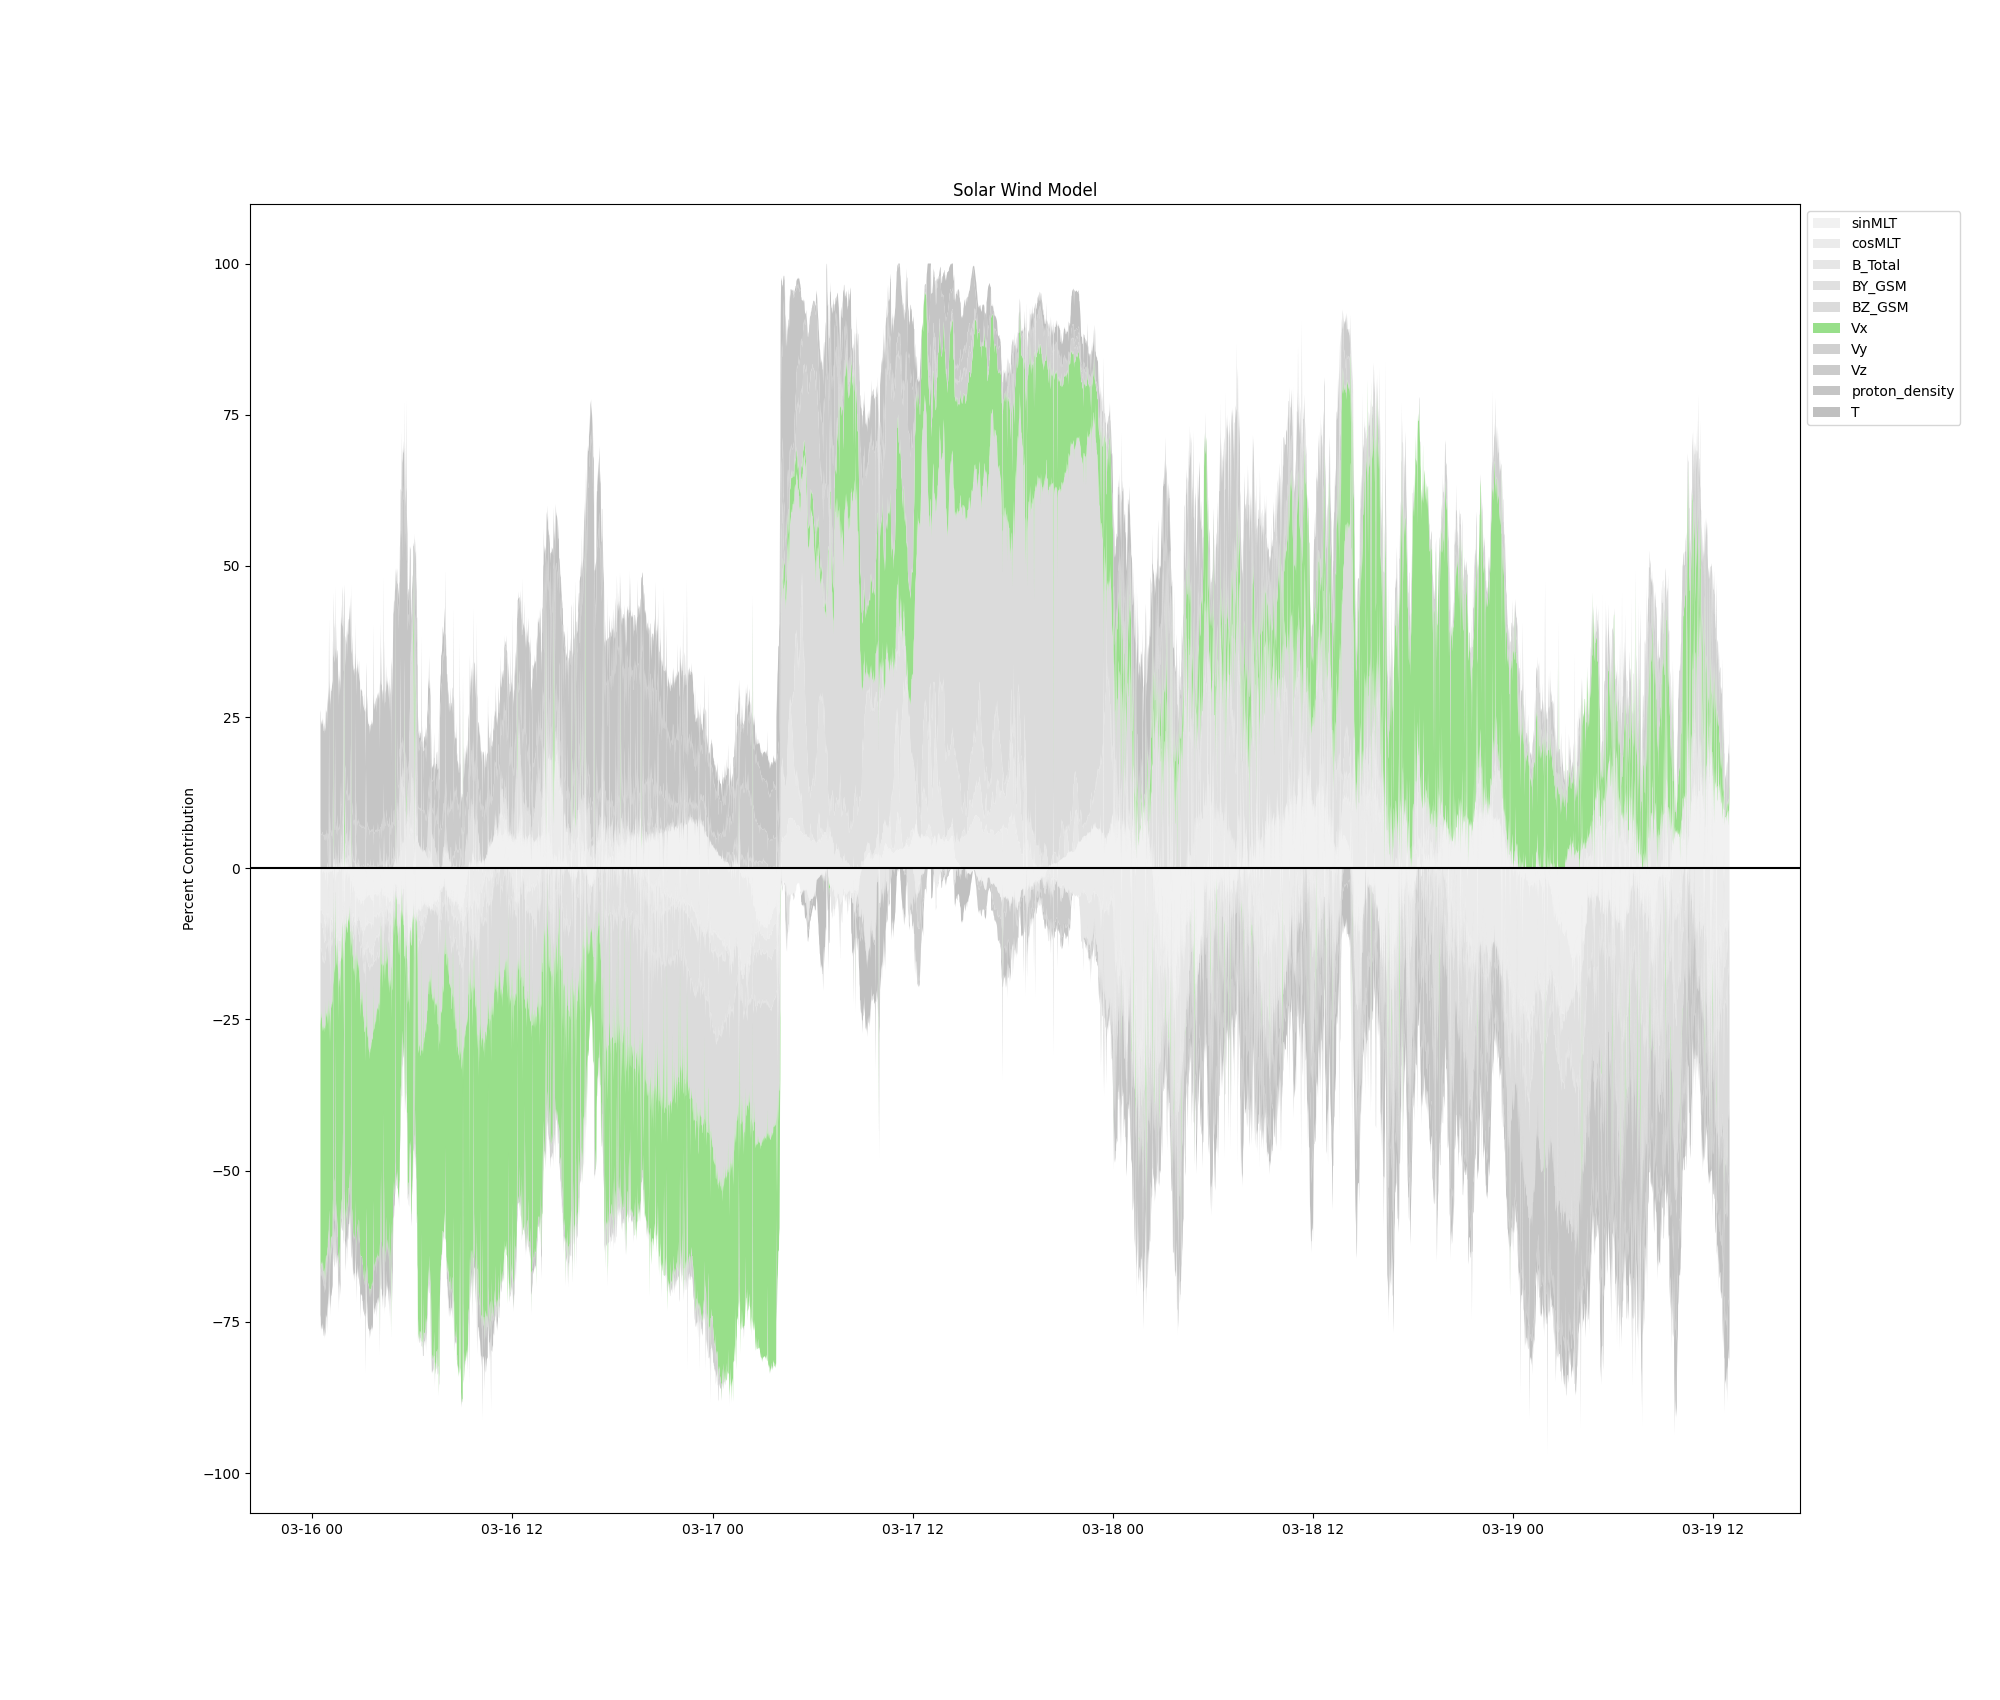 Solar Wind Model
sinMLT
cosMLT
B_Total
BY_GSM
BZ_GSM
Vx
Vy
Vz
proton_density
T
Percent Contribution
100
75
50
25
0
−25
−50
−75
−100
03-16 00
03-16 12
03-17 00
03-17 12
03-18 00
03-18 12
03-19 00
03-19 12